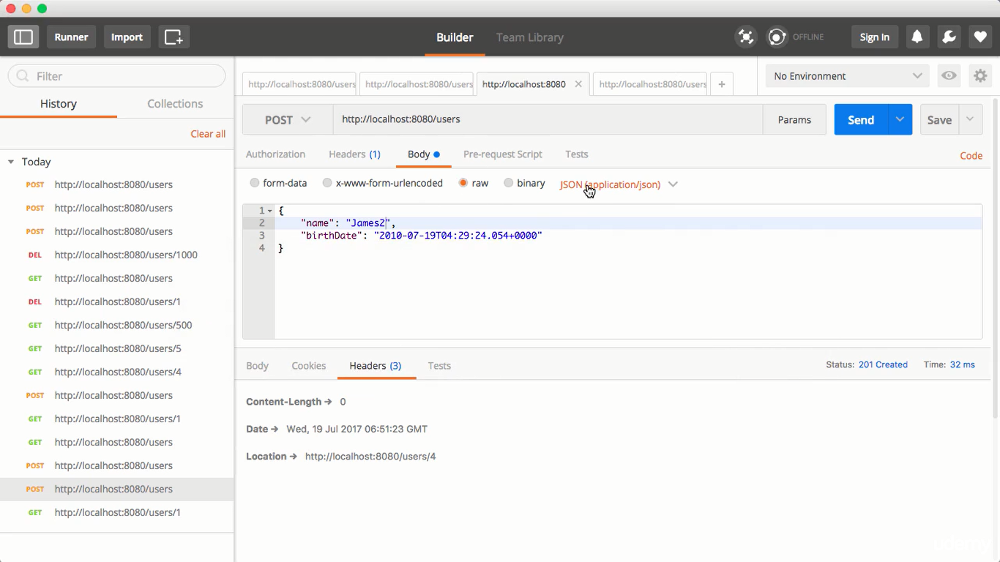 Runner
Import
Builder
Team Library
OFFLINE
Sign In
Filter
History
Collections
Clear all
Today
POST http://localhost:8080/users
POST http://localhost:8080/users
POST http://localhost:8080/users
DEL http://localhost:8080/users/1000
GET http://localhost:8080/users
DEL http://localhost:8080/users/1
GET http://localhost:8080/users/500
GET http://localhost:8080/users/5
GET http://localhost:8080/users/4
POST http://localhost:8080/users
GET http://localhost:8080/users/1
GET http://localhost:8080/users
POST http://localhost:8080/users
POST http://localhost:8080/users
GET http://localhost:8080/users/1
http://localhost:8080/users
http://localhost:8080/users
http://localhost:8080
http://localhost:8080/users
+
No Environment
POST
http://localhost:8080/users
Params
Send
Save
Authorization
Headers (1)
Body
Pre-request Script
Tests
Code
form-data
x-www-form-urlencoded
raw
binary
JSON (application/json)
1 {
2 "name": "James2",
3 "birthDate": "2010-07-19T04:29:24.054+0000"
4 }
Body
Cookies
Headers (3)
Tests
Status: 201 Created
Time: 32 ms
Content-Length → 0
Date → Wed, 19 Jul 2017 06:51:23 GMT
Location → http://localhost:8080/users/4
udemy